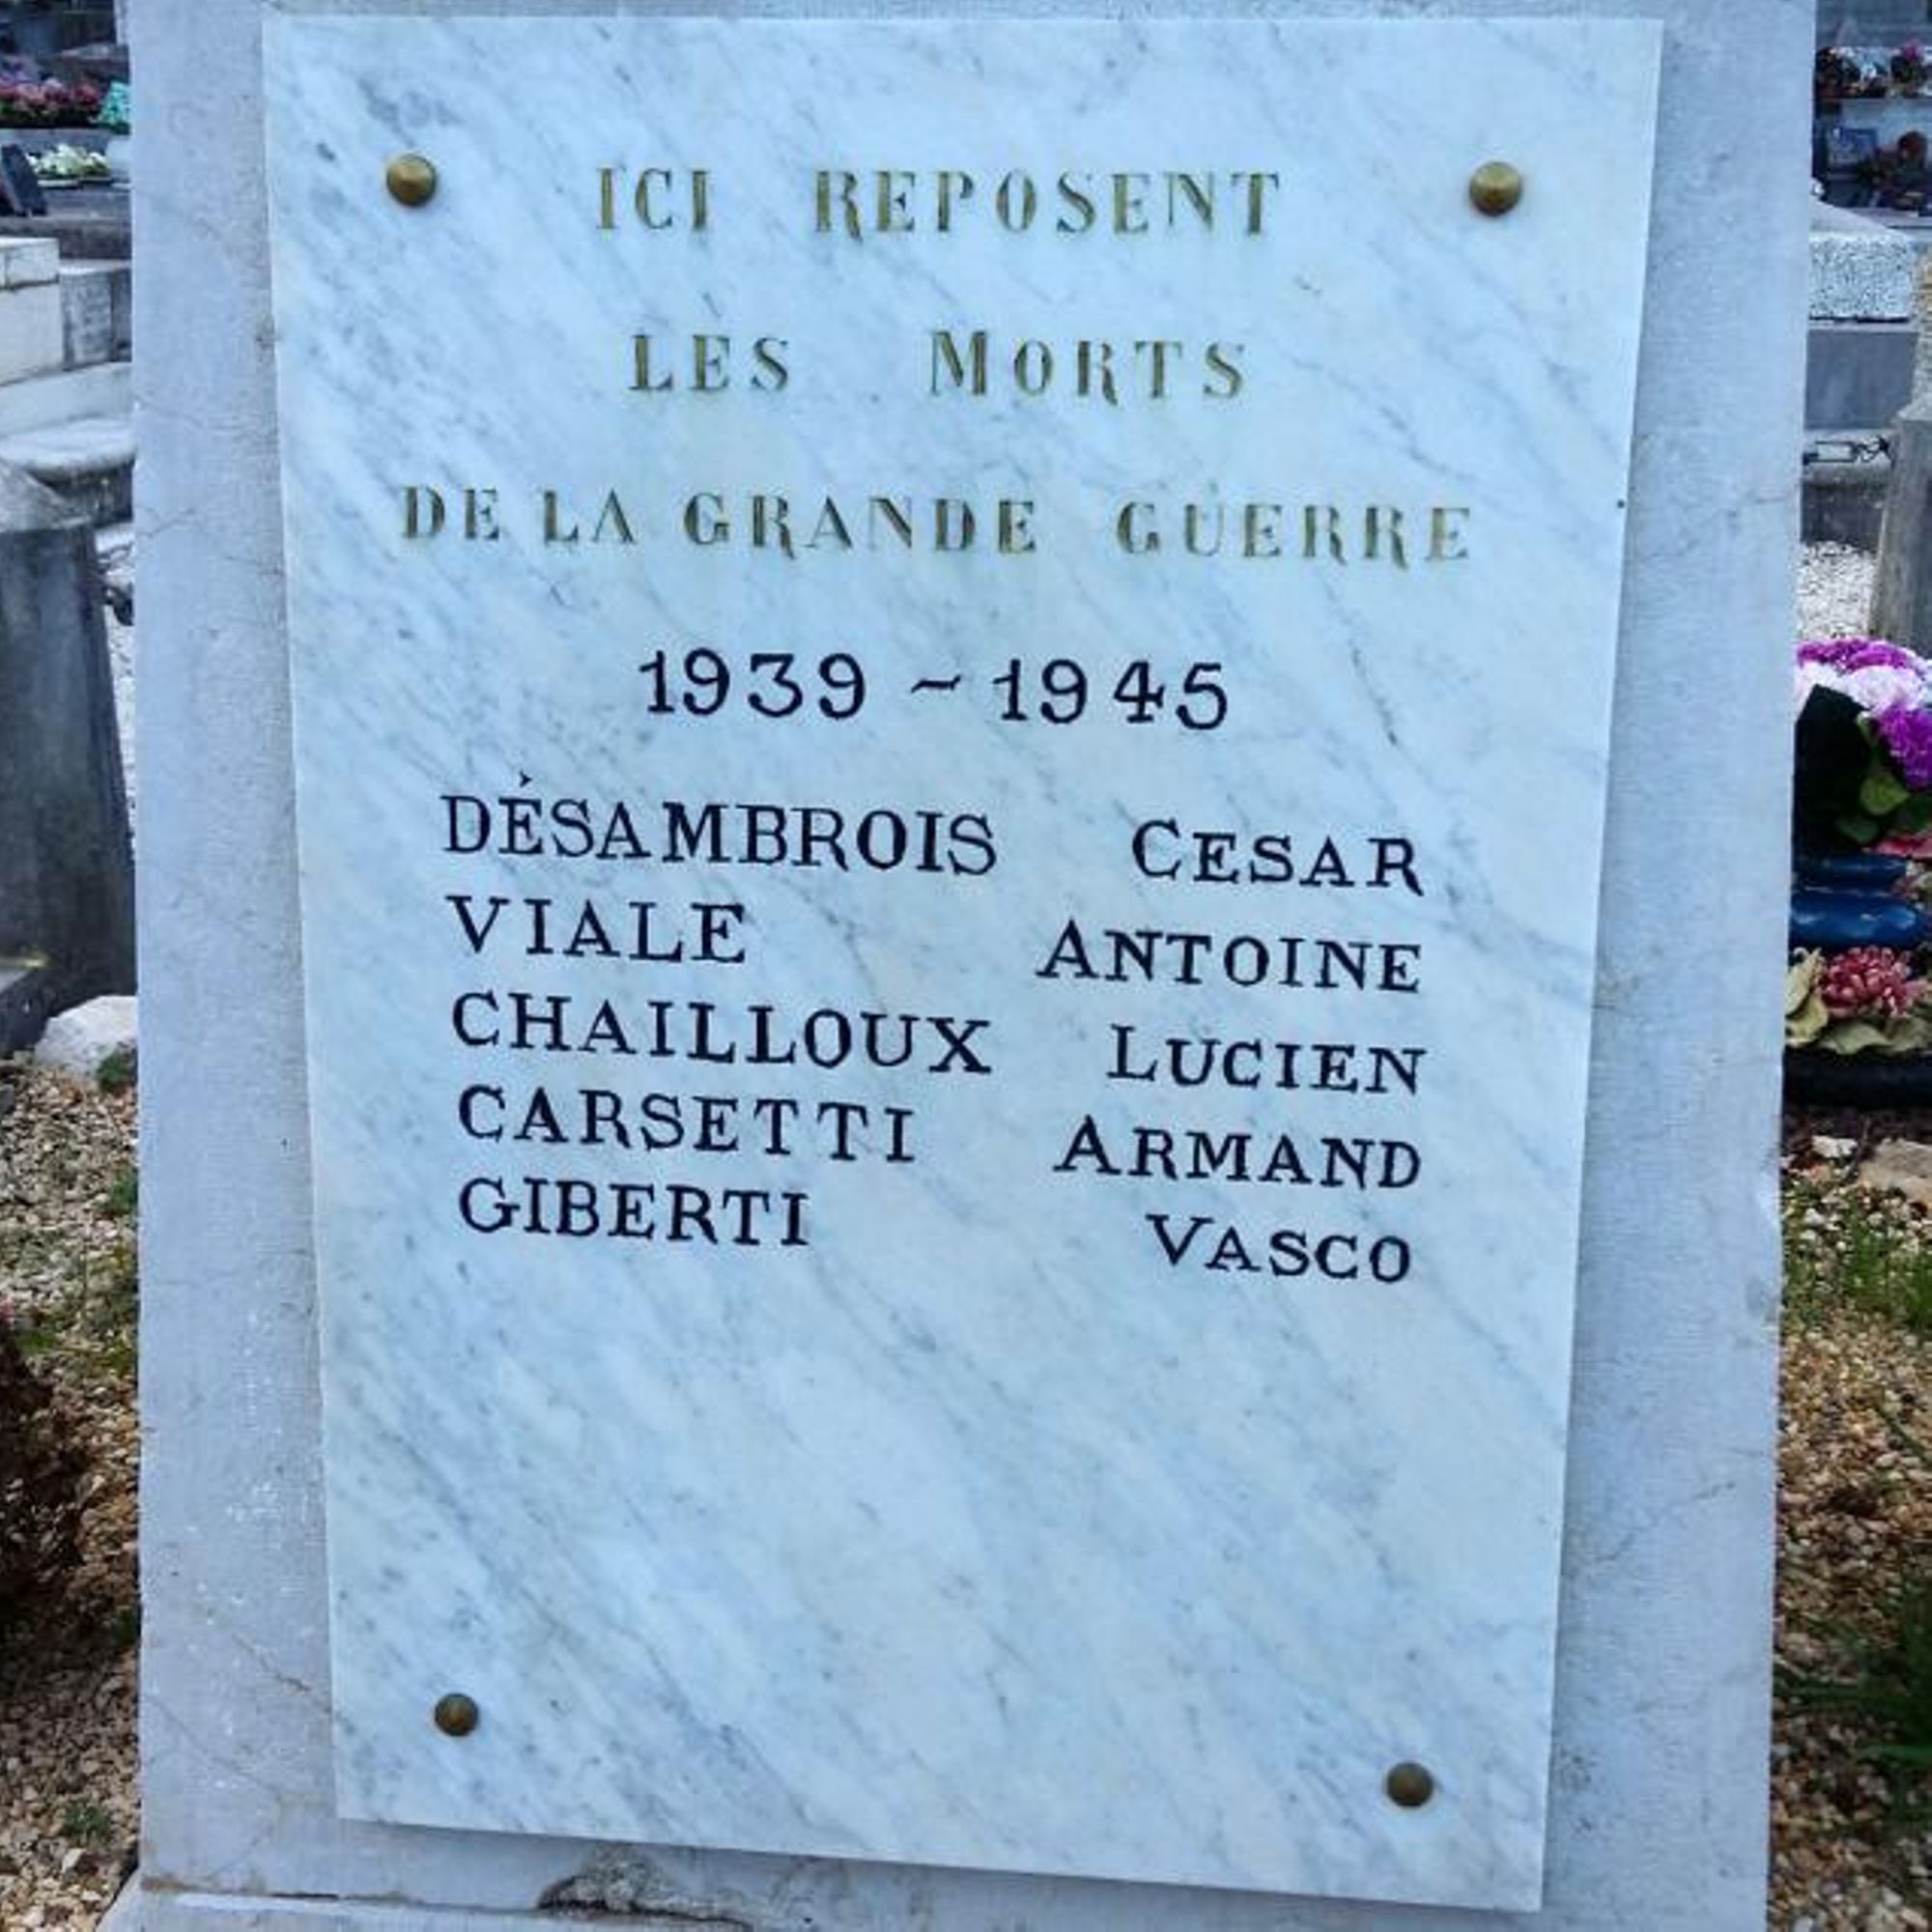 ICI REPOSENT
LES MORTS
DE LA GRANDE GUERRE
1939 - 1945
DÉSAMBROIS CESAR
VIALE ANTOINE
CHAILLOUX LUCIEN
CARSETTI ARMAND
GIBERTI VASCO